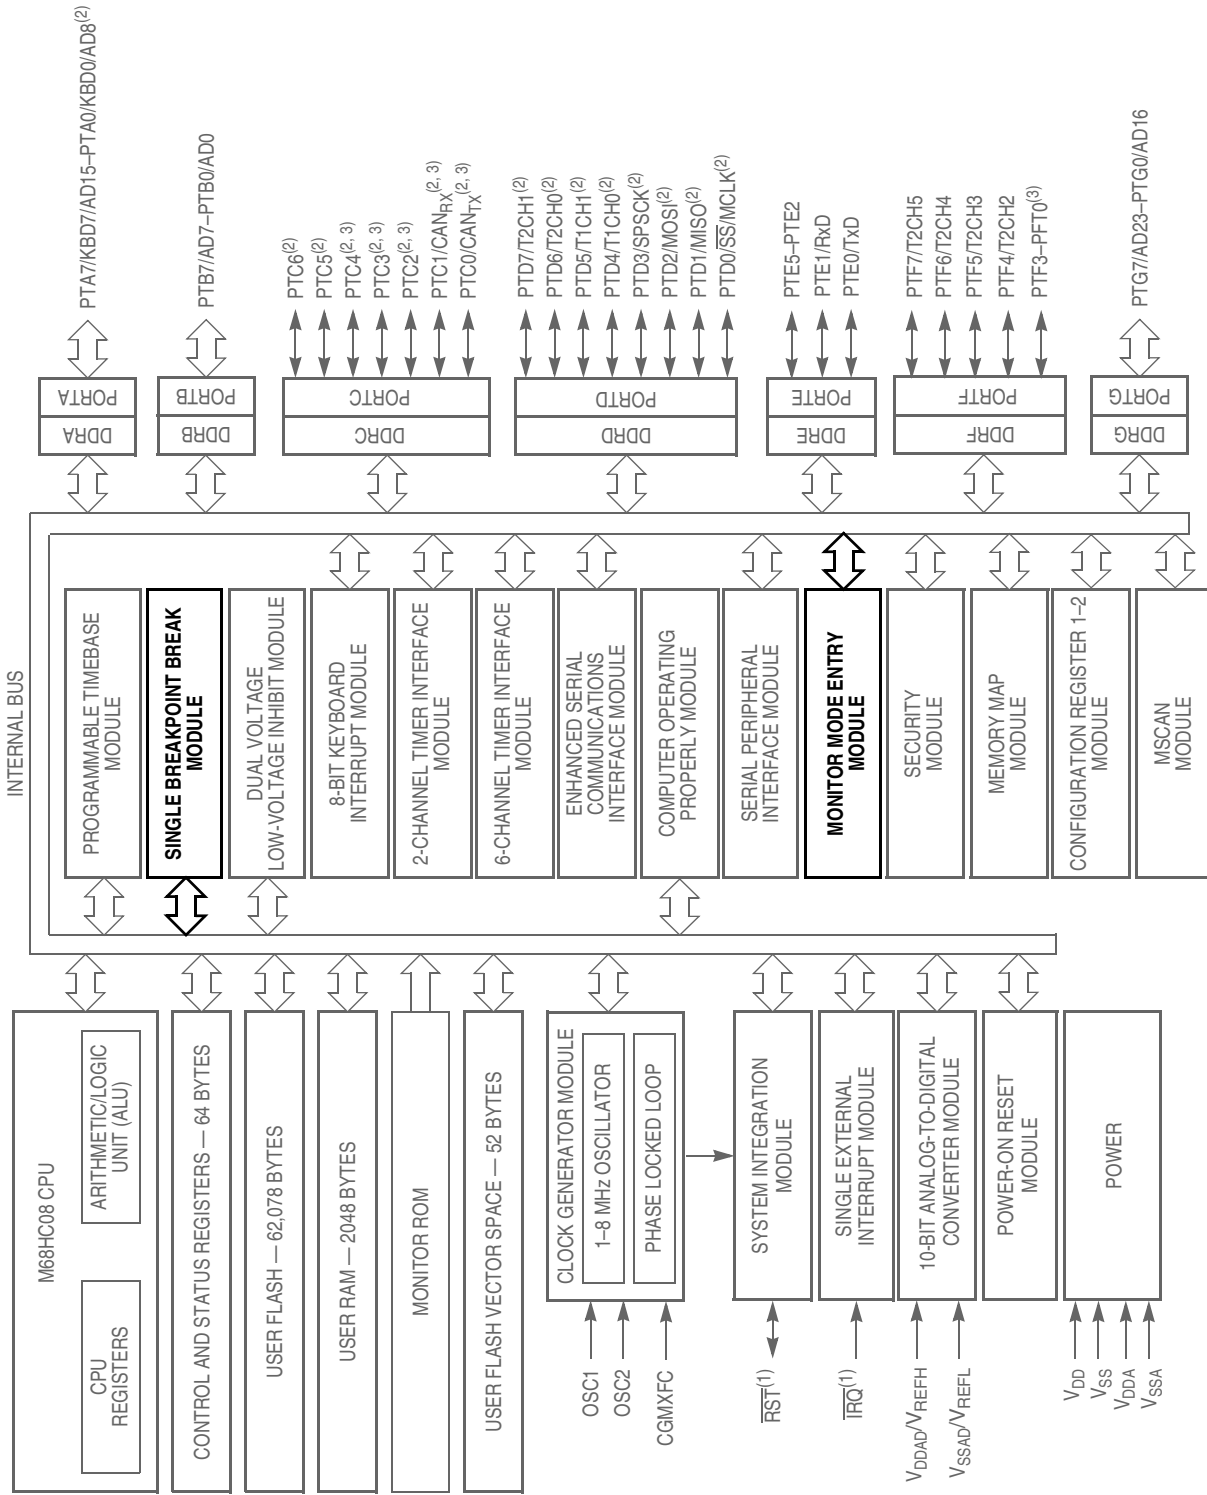 INTERNAL BUS
M68HC08 CPU
CPU
REGISTERS
ARITHMETIC/LOGIC
UNIT (ALU)
CONTROL AND STATUS REGISTERS — 64 BYTES
USER FLASH — 62,078 BYTES
USER RAM — 2048 BYTES
MONITOR ROM
USER FLASH VECTOR SPACE — 52 BYTES
CLOCK GENERATOR MODULE
1–8 MHz OSCILLATOR
PHASE LOCKED LOOP
OSC1
OSC2
CGMXFC
SYSTEM INTEGRATION
MODULE
RST(1)
SINGLE EXTERNAL
INTERRUPT MODULE
IRQ(1)
10-BIT ANALOG-TO-DIGITAL
CONVERTER MODULE
VDDAD/VREFH
VSSAD/VREFL
POWER-ON RESET
MODULE
POWER
VDD
VSS
VDDA
VSSA
PROGRAMMABLE TIMEBASE
MODULE
SINGLE BREAKPOINT BREAK
MODULE
DUAL VOLTAGE
LOW-VOLTAGE INHIBIT MODULE
8-BIT KEYBOARD
INTERRUPT MODULE
2-CHANNEL TIMER INTERFACE
MODULE
6-CHANNEL TIMER INTERFACE
MODULE
ENHANCED SERIAL
COMMUNICATIONS
INTERFACE MODULE
COMPUTER OPERATING
PROPERLY MODULE
SERIAL PERIPHERAL
INTERFACE MODULE
MONITOR MODE ENTRY
MODULE
SECURITY
MODULE
MEMORY MAP
MODULE
CONFIGURATION REGISTER 1–2
MODULE
MSCAN
MODULE
DDRA
PORTA
PTA7/KBD7/AD15–PTA0/KBD0/AD8(2)
DDRB
PORTB
PTB7/AD7–PTB0/AD0
DDRC
PORTC
PTC6(2)
PTC5(2)
PTC4(2, 3)
PTC3(2, 3)
PTC2(2, 3)
PTC1/CANRX(2, 3)
PTC0/CANTX(2, 3)
DDRD
PORTD
PTD7/T2CH1(2)
PTD6/T2CH0(2)
PTD5/T1CH1(2)
PTD4/T1CH0(2)
PTD3/SPSCK(2)
PTD2/MOSI(2)
PTD1/MISO(2)
PTD0/SS/MCLK(2)
DDRE
PORTE
PTE5–PTE2
PTE1/RxD
PTE0/TxD
DDRF
PORTF
PTF7/T2CH5
PTF6/T2CH4
PTF5/T2CH3
PTF4/T2CH2
PTF3–PFT0(3)
DDRG
PORTG
PTG7/AD23–PTG0/AD16